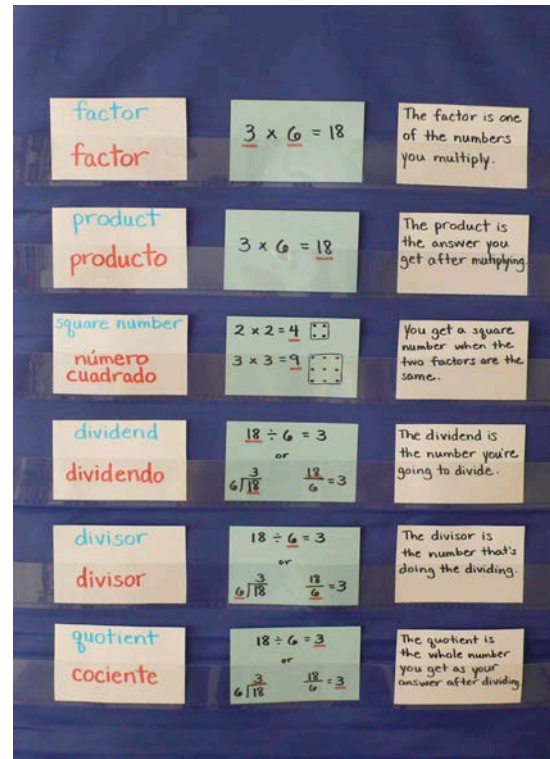 factor
factor
3 × 6 = 18
The factor is one
of the numbers
you multiply.
product
producto
3 × 6 = 18
The product is
the answer you
get after mutiplying.
square number
número
cuadrado
2 × 2 = 4
3 × 3 = 9
You get a square
number when the
two factors are the
same.
dividend
dividendo
18 ÷ 6 = 3
or
3
6⟌18
18/6 = 3
The dividend is
the number you're
going to divide.
divisor
divisor
18 ÷ 6 = 3
or
3
6⟌18
18/6 = 3
The divisor is
the number that's
doing the dividing.
quotient
cociente
18 ÷ 6 = 3
or
3
6⟌18
18/6 = 3
The quotient is
the whole number
you get as your
answer after dividing